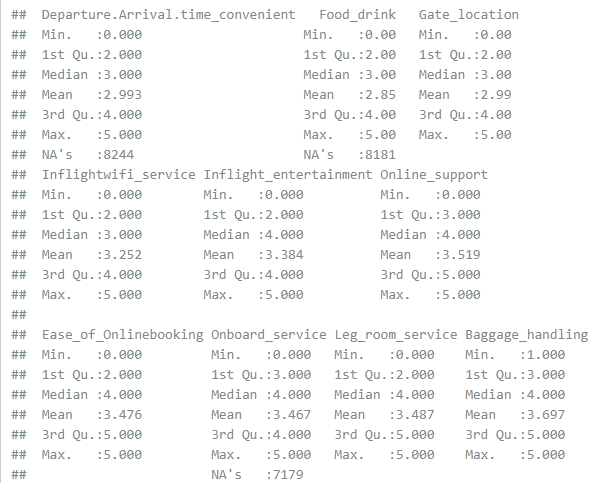 ##  Departure.Arrival.time_convenient   Food_drink   Gate_location
##  Min.   :0.000                     Min.   :0.00   Min.   :0.00
##  1st Qu.:2.000                     1st Qu.:2.00   1st Qu.:2.00
##  Median :3.000                     Median :3.00   Median :3.00
##  Mean   :2.993                     Mean   :2.85   Mean   :2.99
##  3rd Qu.:4.000                     3rd Qu.:4.00   3rd Qu.:4.00
##  Max.   :5.000                     Max.   :5.00   Max.   :5.00
##  NA's   :8244                      NA's   :8181
##  Inflightwifi_service Inflight_entertainment Online_support
##  Min.   :0.000        Min.   :0.000          Min.   :0.000
##  1st Qu.:2.000        1st Qu.:2.000          1st Qu.:3.000
##  Median :3.000        Median :4.000          Median :4.000
##  Mean   :3.252        Mean   :3.384          Mean   :3.519
##  3rd Qu.:4.000        3rd Qu.:4.000          3rd Qu.:5.000
##  Max.   :5.000        Max.   :5.000          Max.   :5.000
##
##  Ease_of_Onlinebooking Onboard_service Leg_room_service Baggage_handling
##  Min.   :0.000         Min.   :0.000   Min.   :0.000    Min.   :1.000
##  1st Qu.:2.000         1st Qu.:3.000   1st Qu.:2.000    1st Qu.:3.000
##  Median :4.000         Median :4.000   Median :4.000    Median :4.000
##  Mean   :3.476         Mean   :3.467   Mean   :3.487    Mean   :3.697
##  3rd Qu.:5.000         3rd Qu.:4.000   3rd Qu.:5.000    3rd Qu.:5.000
##  Max.   :5.000         Max.   :5.000   Max.   :5.000    Max.   :5.000
##                        NA's   :7179